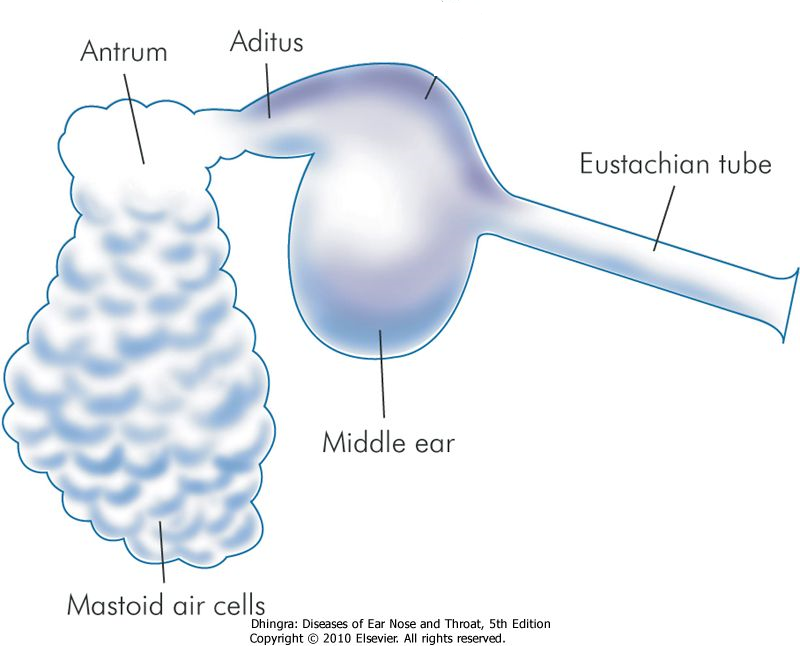 Antrum
Aditus
Eustachian tube
Middle ear
Mastoid air cells
Dhingra: Diseases of Ear Nose and Throat, 5th Edition
Copyright © 2010 Elsevier. All rights reserved.